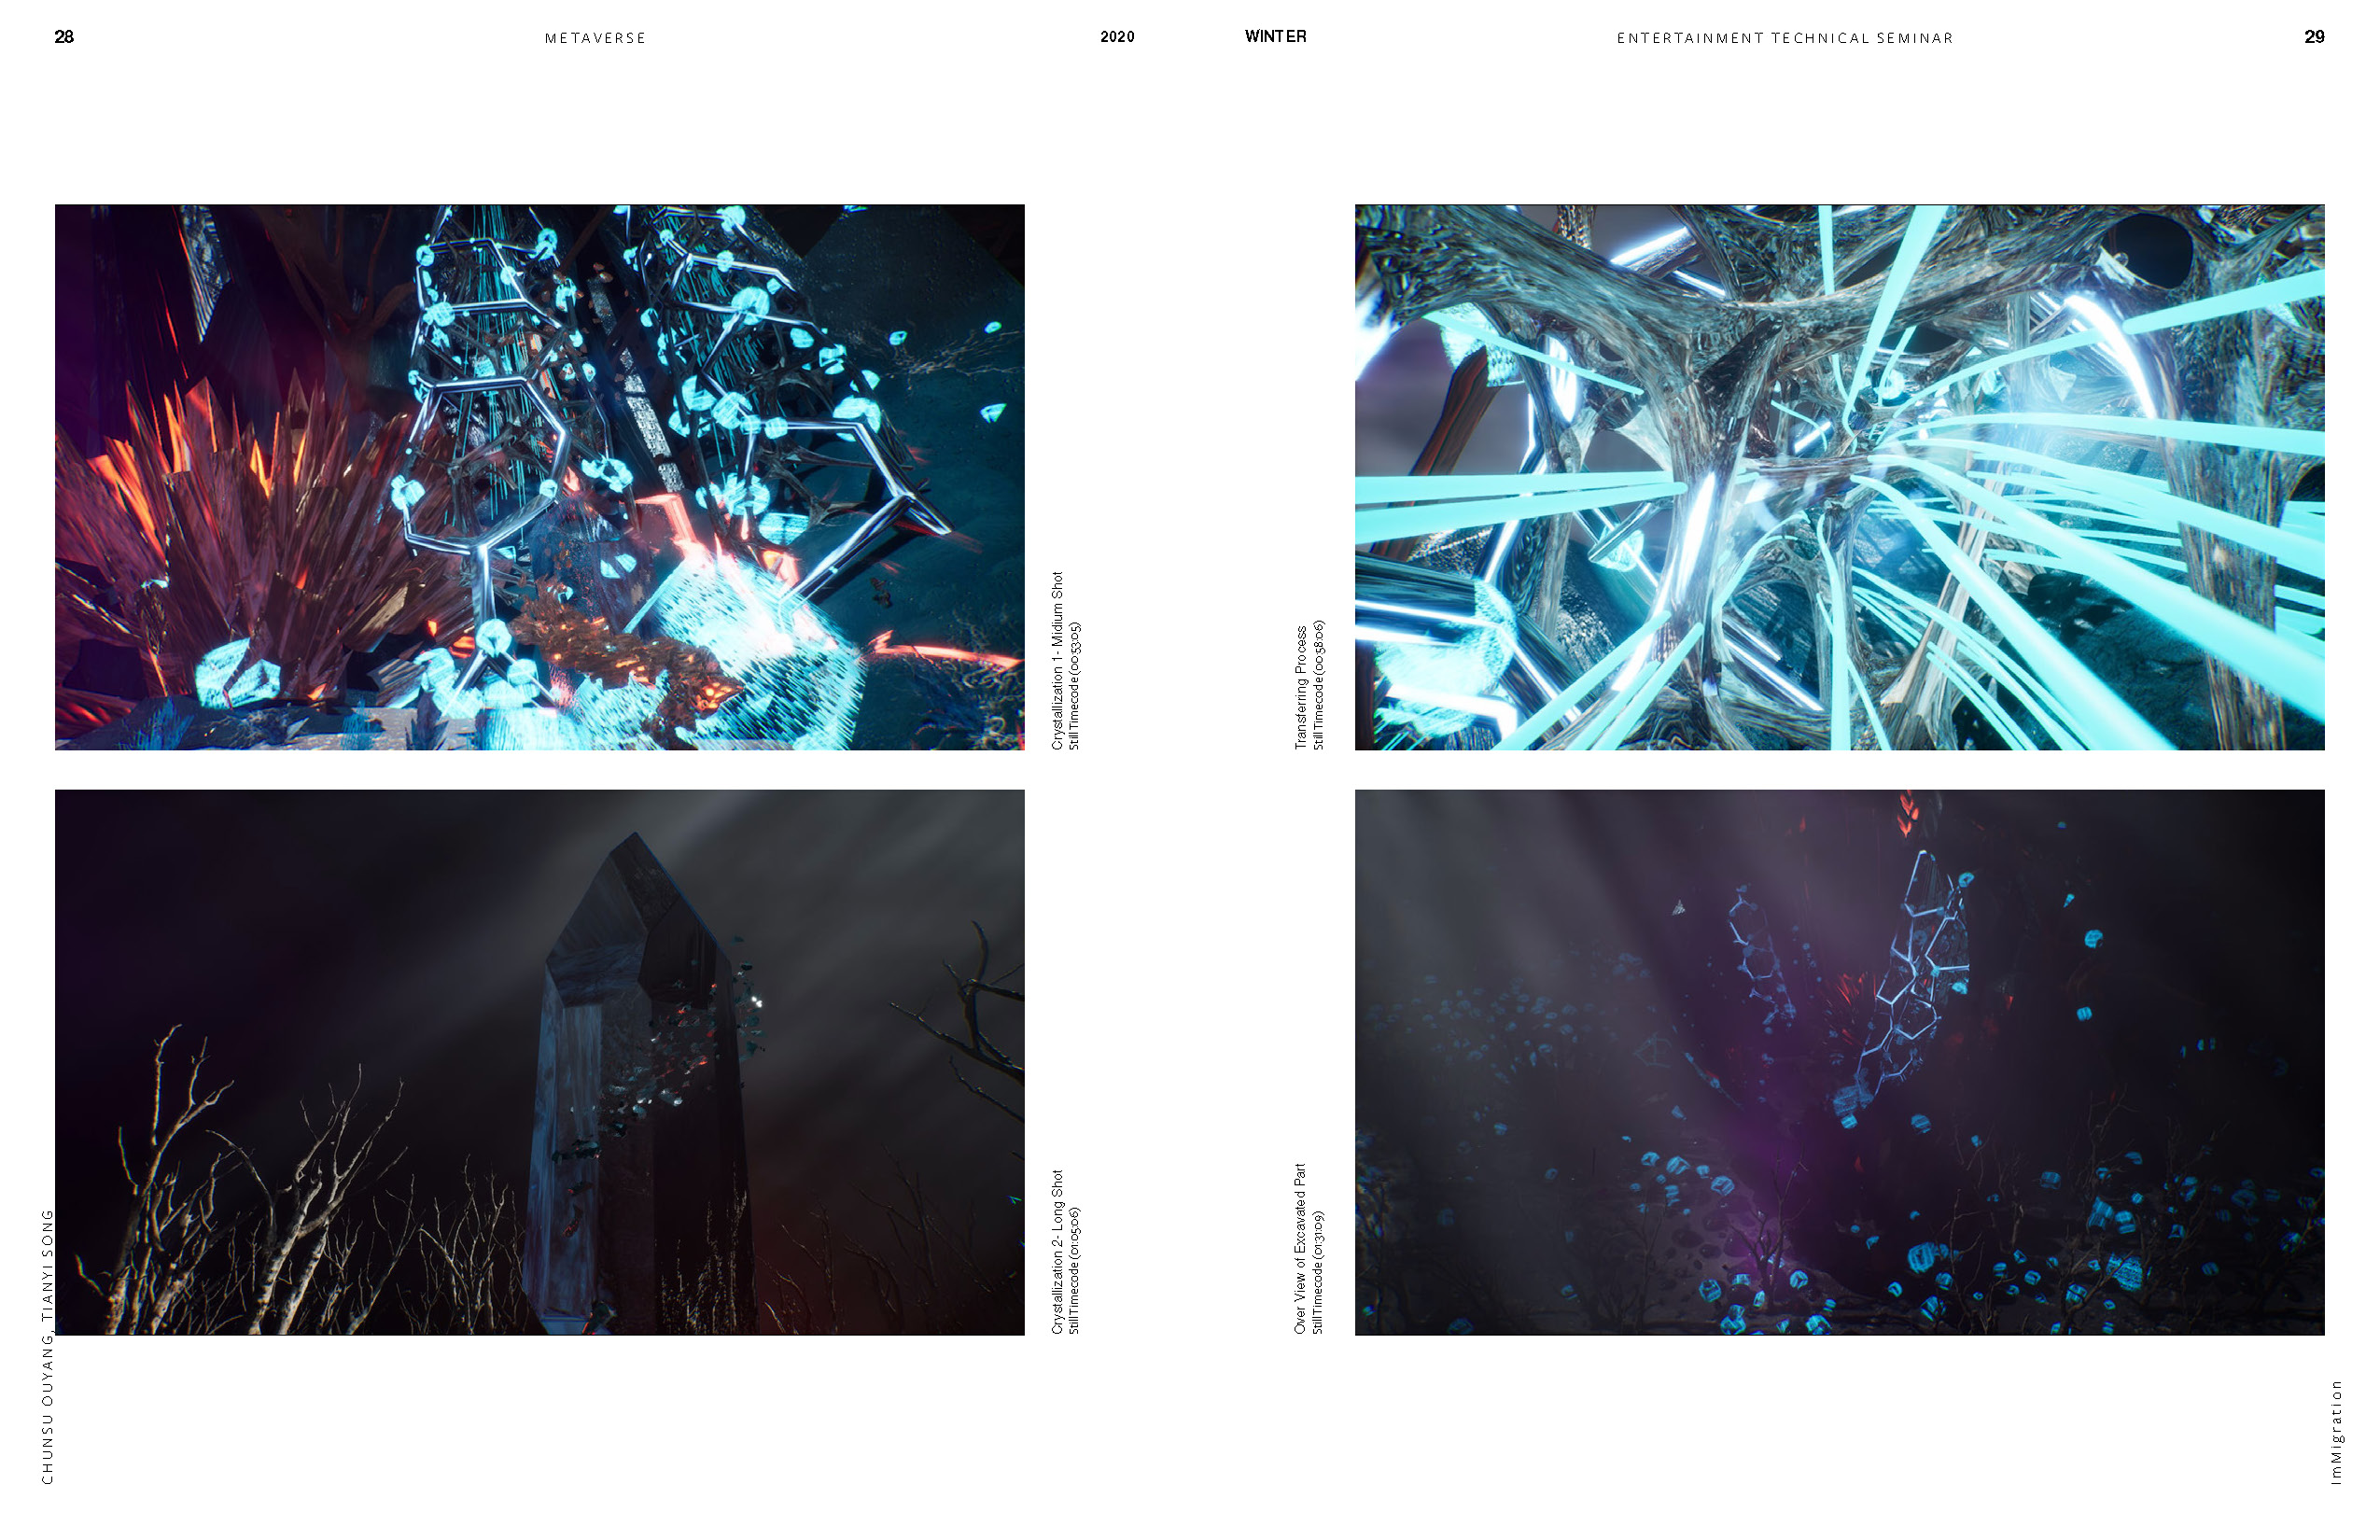 28
METAVERSE
2020
WINTER
ENTERTAINMENT TECHNICAL SEMINAR
29
Crystallization 1- Midium Shot
Still Timecode (00:53:05)
Transferring Process
Still Timecode (00:58:06)
Crystallization 2- Long Shot
Still Timecode (01:05:06)
Over View of Excavated Part
Still Timecode (01:31:09)
CHUNSU OUYANG, TIANYI SONG
ImMigration